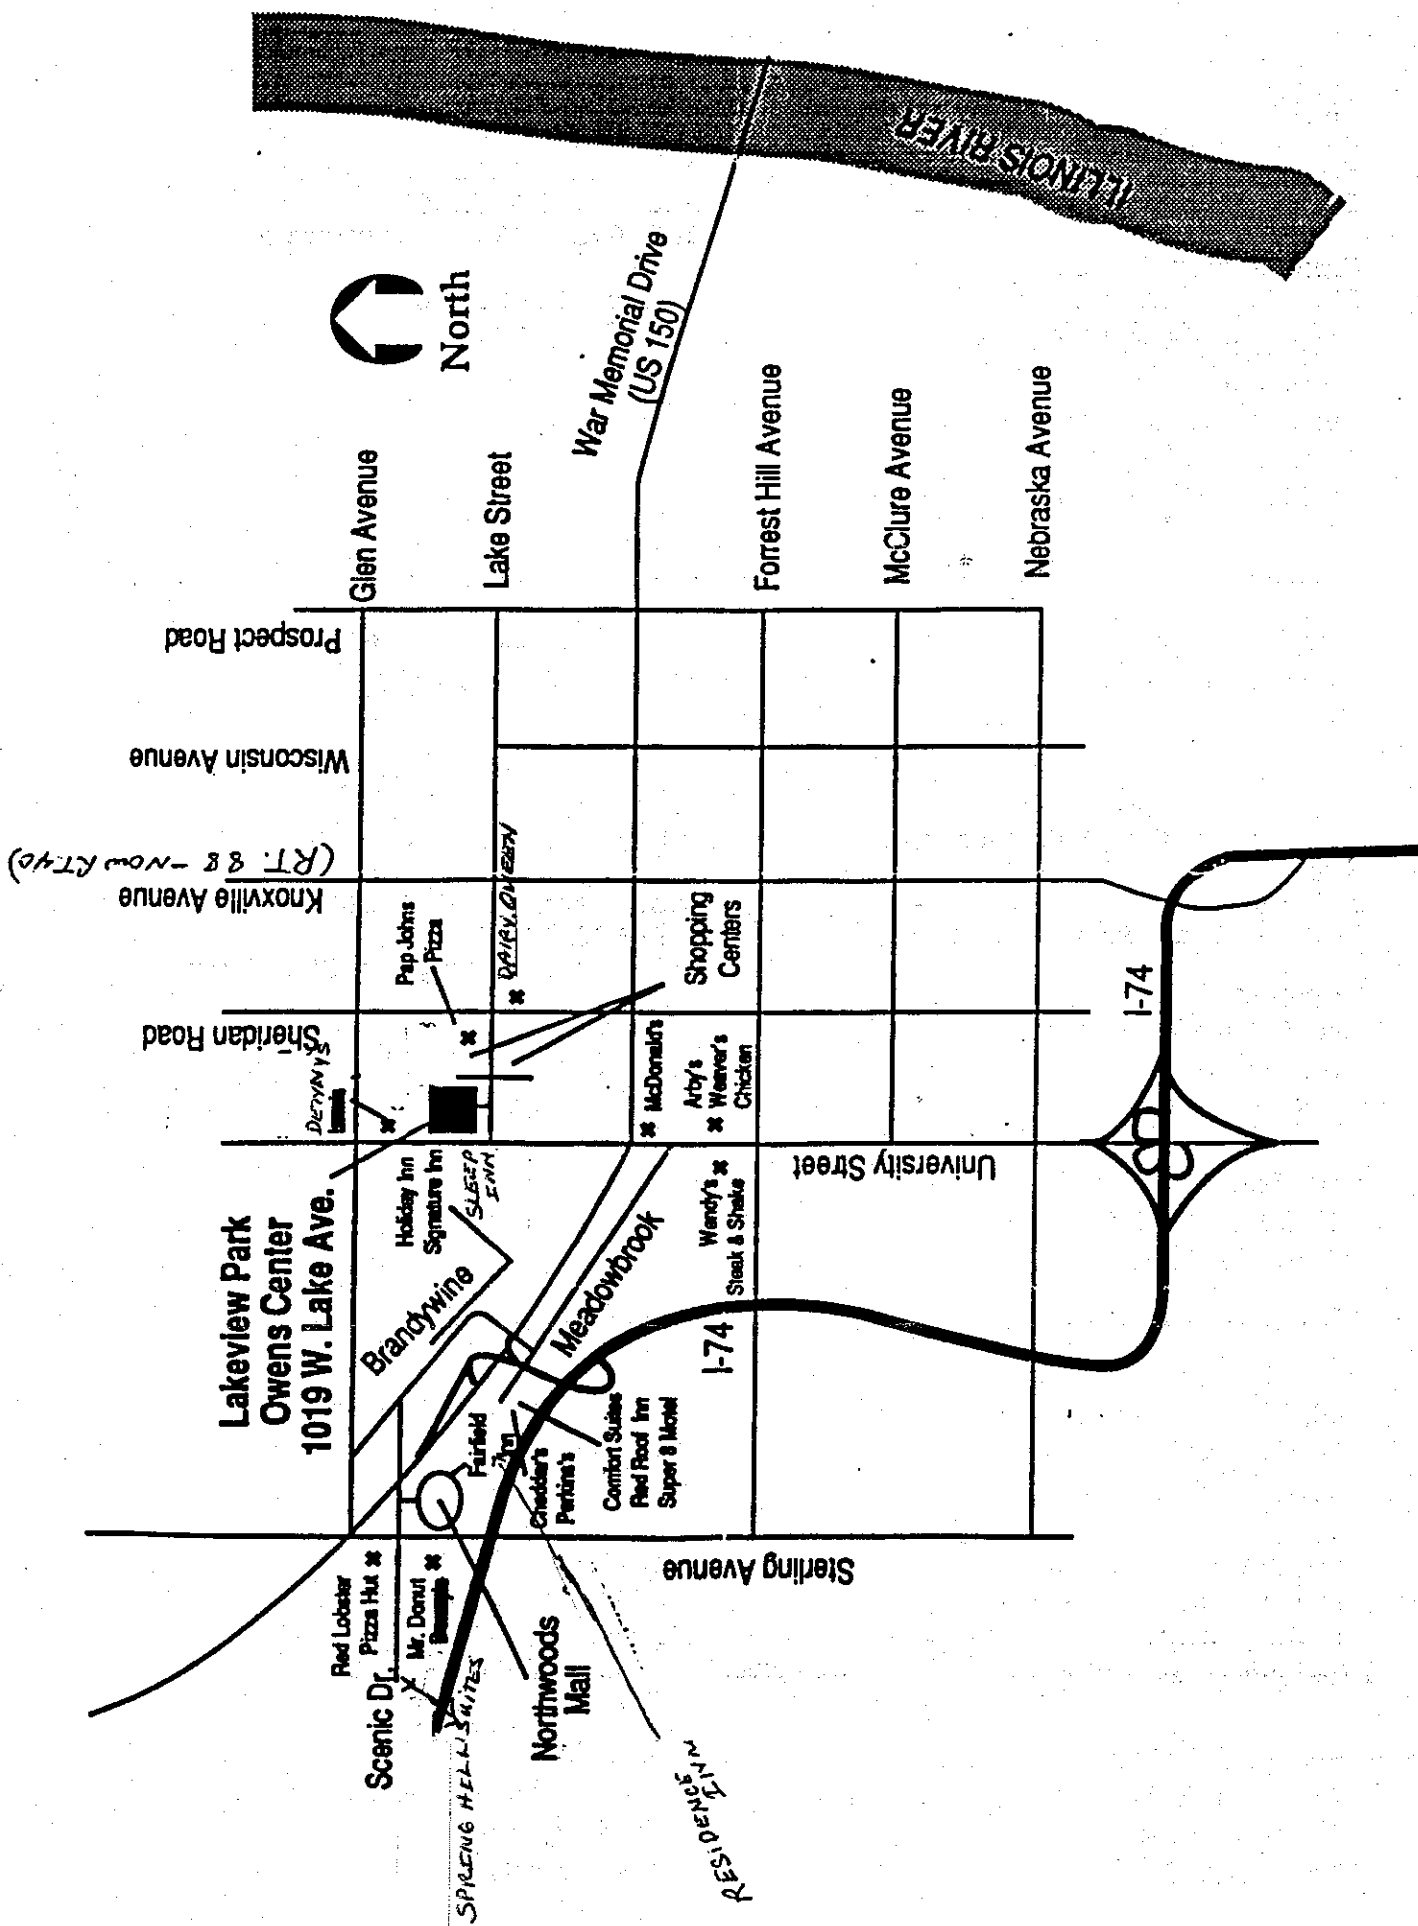 ILLINOIS RIVER
North
War Memorial Drive
(US 150)
Glen Avenue
Lake Street
Forrest Hill Avenue
McClure Avenue
Nebraska Avenue
Prospect Road
Wisconsin Avenue
(RT. 88 - NOW RT. 40)
Knoxville Avenue
Sheridan Road
Pap Johns
Pizza
DAIRY QUEEN
Shopping
Centers
DENNYS
McDonald's
Arby's
Weaver's
Chicken
Lakeview Park
Owens Center
1019 W. Lake Ave.
Holiday Inn
Signature Inn
SLEEP
INN
University Street
Brandywine
Meadowbrook
Wendy's
Steak & Shake
I-74
I-74
Fairfield
Inn
Cheddar's
Perkins's
Comfort Suites
Red Roof Inn
Super 8 Motel
Sterling Avenue
Red Lobster
Pizza Hut
Mr. Donut
Scenic Dr.
Northwoods
Mall
SPRING HILL SUITES
RESIDENCE
INN